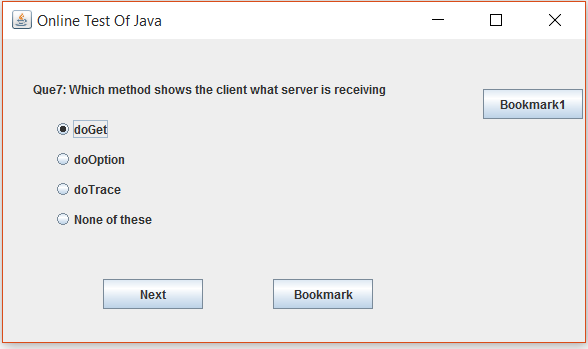 Online Test Of Java
Que7: Which method shows the client what server is receiving
Bookmark1
doGet
doOption
doTrace
None of these
Next
Bookmark